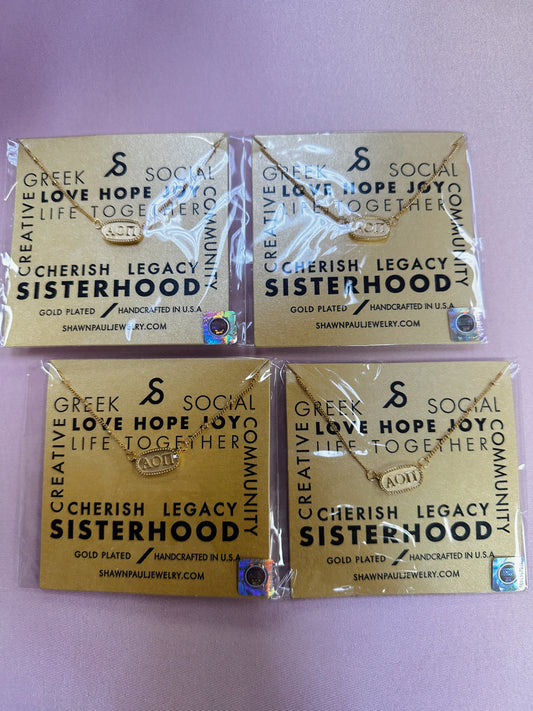 GREEK S SOCIAL
LOVE HOPE JOY
LIFE TOGETHER
CREATIVE
COMMUNITY
ΑΟΠ
CHERISH LEGACY
SISTERHOOD
GOLD PLATED / HANDCRAFTED IN U.S.A
SHAWNPAULJEWELRY.COM
GREEK S SOCIAL
LOVE HOPE JOY
LIFE TOGETHER
CREATIVE
COMMUNITY
ΑΟΠ
CHERISH LEGACY
SISTERHOOD
GOLD PLATED / HANDCRAFTED IN U.S.A
SHAWNPAULJEWELRY.COM
GREEK S SOCIAL
LOVE HOPE JOY
LIFE TOGETHER
CREATIVE
COMMUNITY
ΑΟΠ
CHERISH LEGACY
SISTERHOOD
GOLD PLATED / HANDCRAFTED IN U.S.A
SHAWNPAULJEWELRY.COM
GREEK S SOCIAL
LOVE HOPE JOY
LIFE TOGETHER
CREATIVE
COMMUNITY
ΑΟΠ
CHERISH LEGACY
SISTERHOOD
GOLD PLATED / HANDCRAFTED IN U.S.A
SHAWNPAULJEWELRY.COM